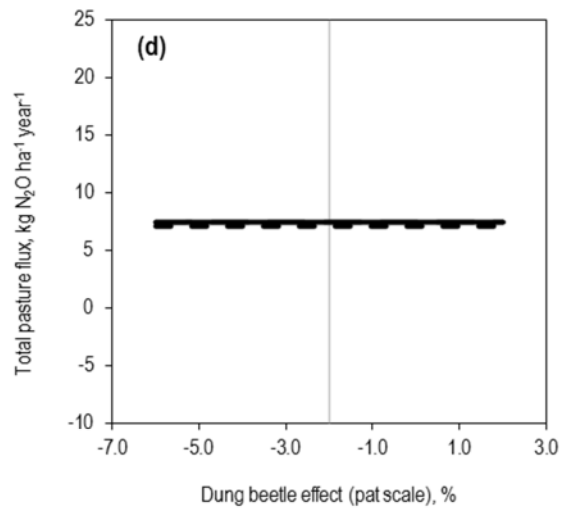 (d)
25
20
15
10
5
0
-5
-10
-7.0 -5.0 -3.0 -1.0 1.0 3.0
Total pasture flux, kg N₂O ha⁻¹ year⁻¹
Dung beetle effect (pat scale), %